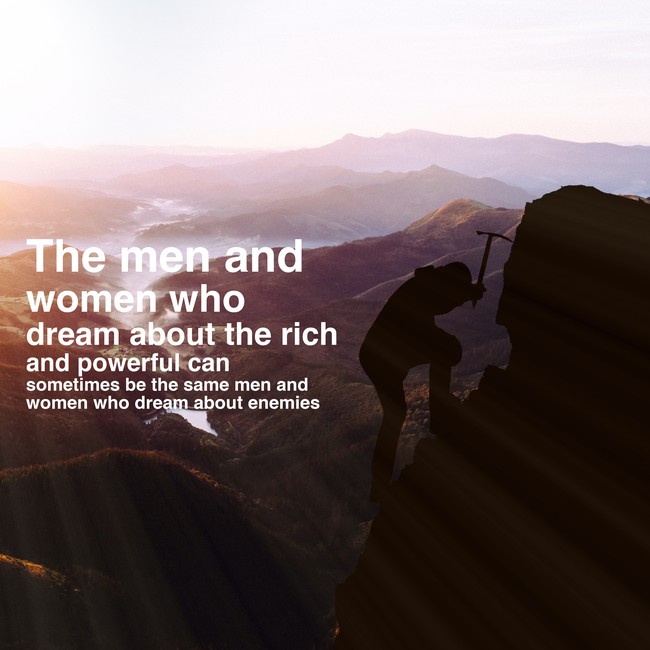 The men and
women who
dream about the rich
and powerful can
sometimes be the same men and
women who dream about enemies